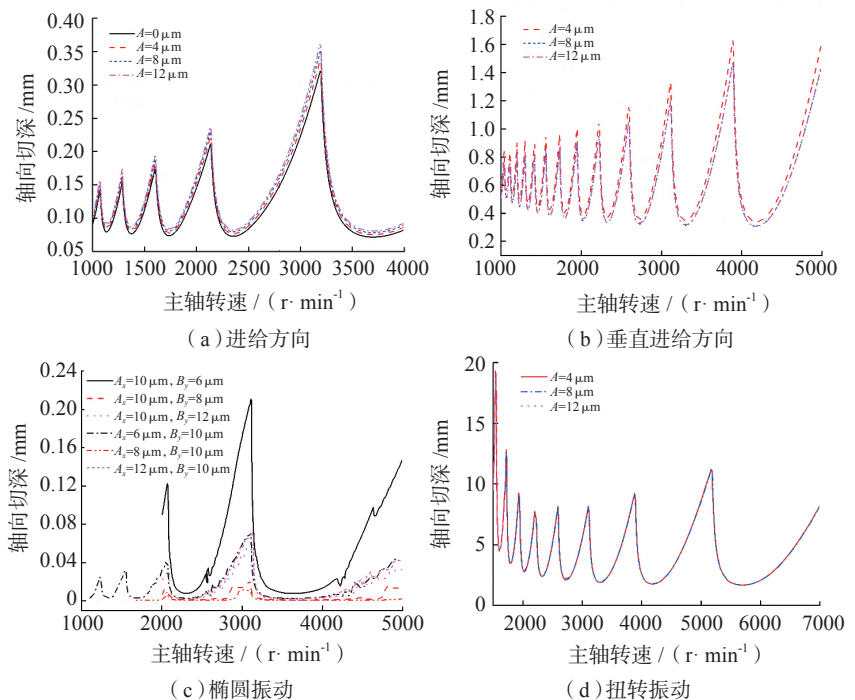 0.40
0.35
0.30
0.25
0.20
0.15
0.10
0.05
轴向切深 /mm
A=0 μm
A=4 μm
A=8 μm
A=12 μm
1000 1500 2000 2500 3000 3500 4000
主轴转速 /（r· min⁻¹）
（a）进给方向
1.8
1.6
1.4
1.2
1.0
0.8
0.6
0.4
0.2
轴向切深 /mm
A=4 μm
A=8 μm
A=12 μm
1000 2000 3000 4000 5000
主轴转速 /（r· min⁻¹）
（b）垂直进给方向
0.24
0.20
0.16
0.12
0.08
0.04
0
轴向切深 /mm
Aₓ=10 μm, Bᵧ=6 μm
Aₓ=10 μm, Bᵧ=8 μm
Aₓ=10 μm, Bᵧ=12 μm
Aₓ=6 μm, Bᵧ=10 μm
Aₓ=8 μm, Bᵧ=10 μm
Aₓ=12 μm, Bᵧ=10 μm
1000 2000 3000 4000 5000
主轴转速 /（r· min⁻¹）
（c）椭圆振动
20
15
10
5
0
轴向切深 /mm
A=4 μm
A=8 μm
A=12 μm
2000 3000 4000 5000 6000 7000
主轴转速 /（r· min⁻¹）
（d）扭转振动